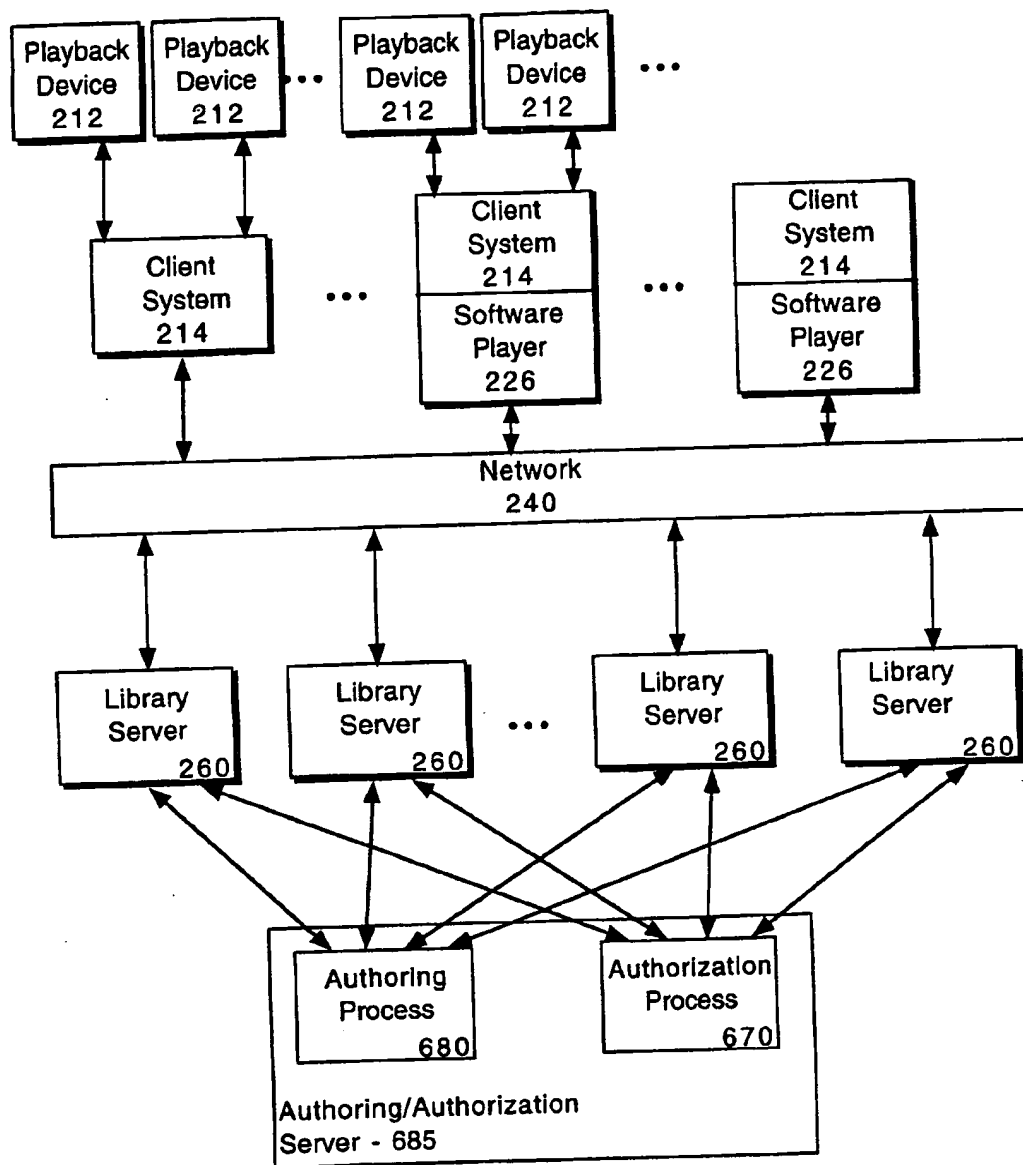 Playback
Device
212
Playback
Device
212
...
Playback
Device
212
Playback
Device
212
...
Client
System
214
...
Client
System
214
Software
Player
226
...
Client
System
214
Software
Player
226
Network
240
Library
Server
260
Library
Server
260
...
Library
Server
260
Library
Server
260
Authoring
Process
680
Authorization
Process
670
Authoring/Authorization
Server - 685